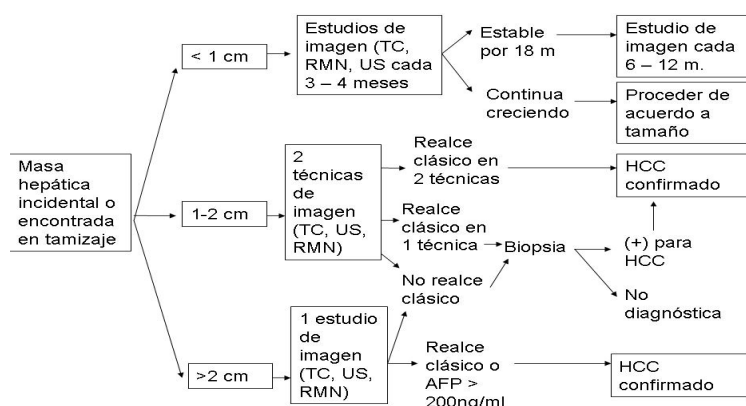 Masa
hepática
incidental o
encontrada
en tamizaje
< 1 cm
Estudios de
imagen (TC,
RMN, US cada
3 – 4 meses
Estable
por 18 m
Estudio de
imagen cada
6 – 12 m.
Continua
creciendo
Proceder de
acuerdo a
tamaño
1-2 cm
2
técnicas
de
imagen
(TC, US,
RMN)
Realce
clásico en
2 técnicas
HCC
confirmado
Realce
clásico en
1 técnica
No realce
clásico
Biopsia
(+) para
HCC
No
diagnóstica
>2 cm
1 estudio
de
imagen
(TC, US,
RMN)
Realce
clásico o
AFP >
200ng/ml
HCC
confirmado